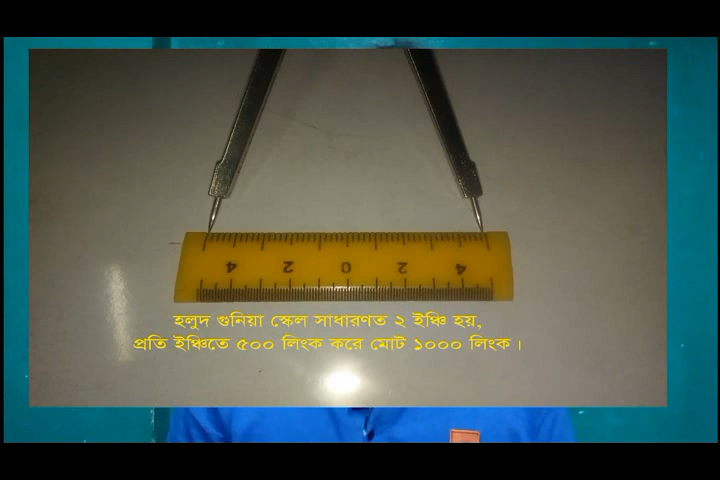 4 2 0 2 4
হলুদ গুনিয়া স্কেল সাধারণত ২ ইঞ্চি হয়,
প্রতি ইঞ্চিতে ৫০০ লিংক করে মোট ১০০০ লিংক।